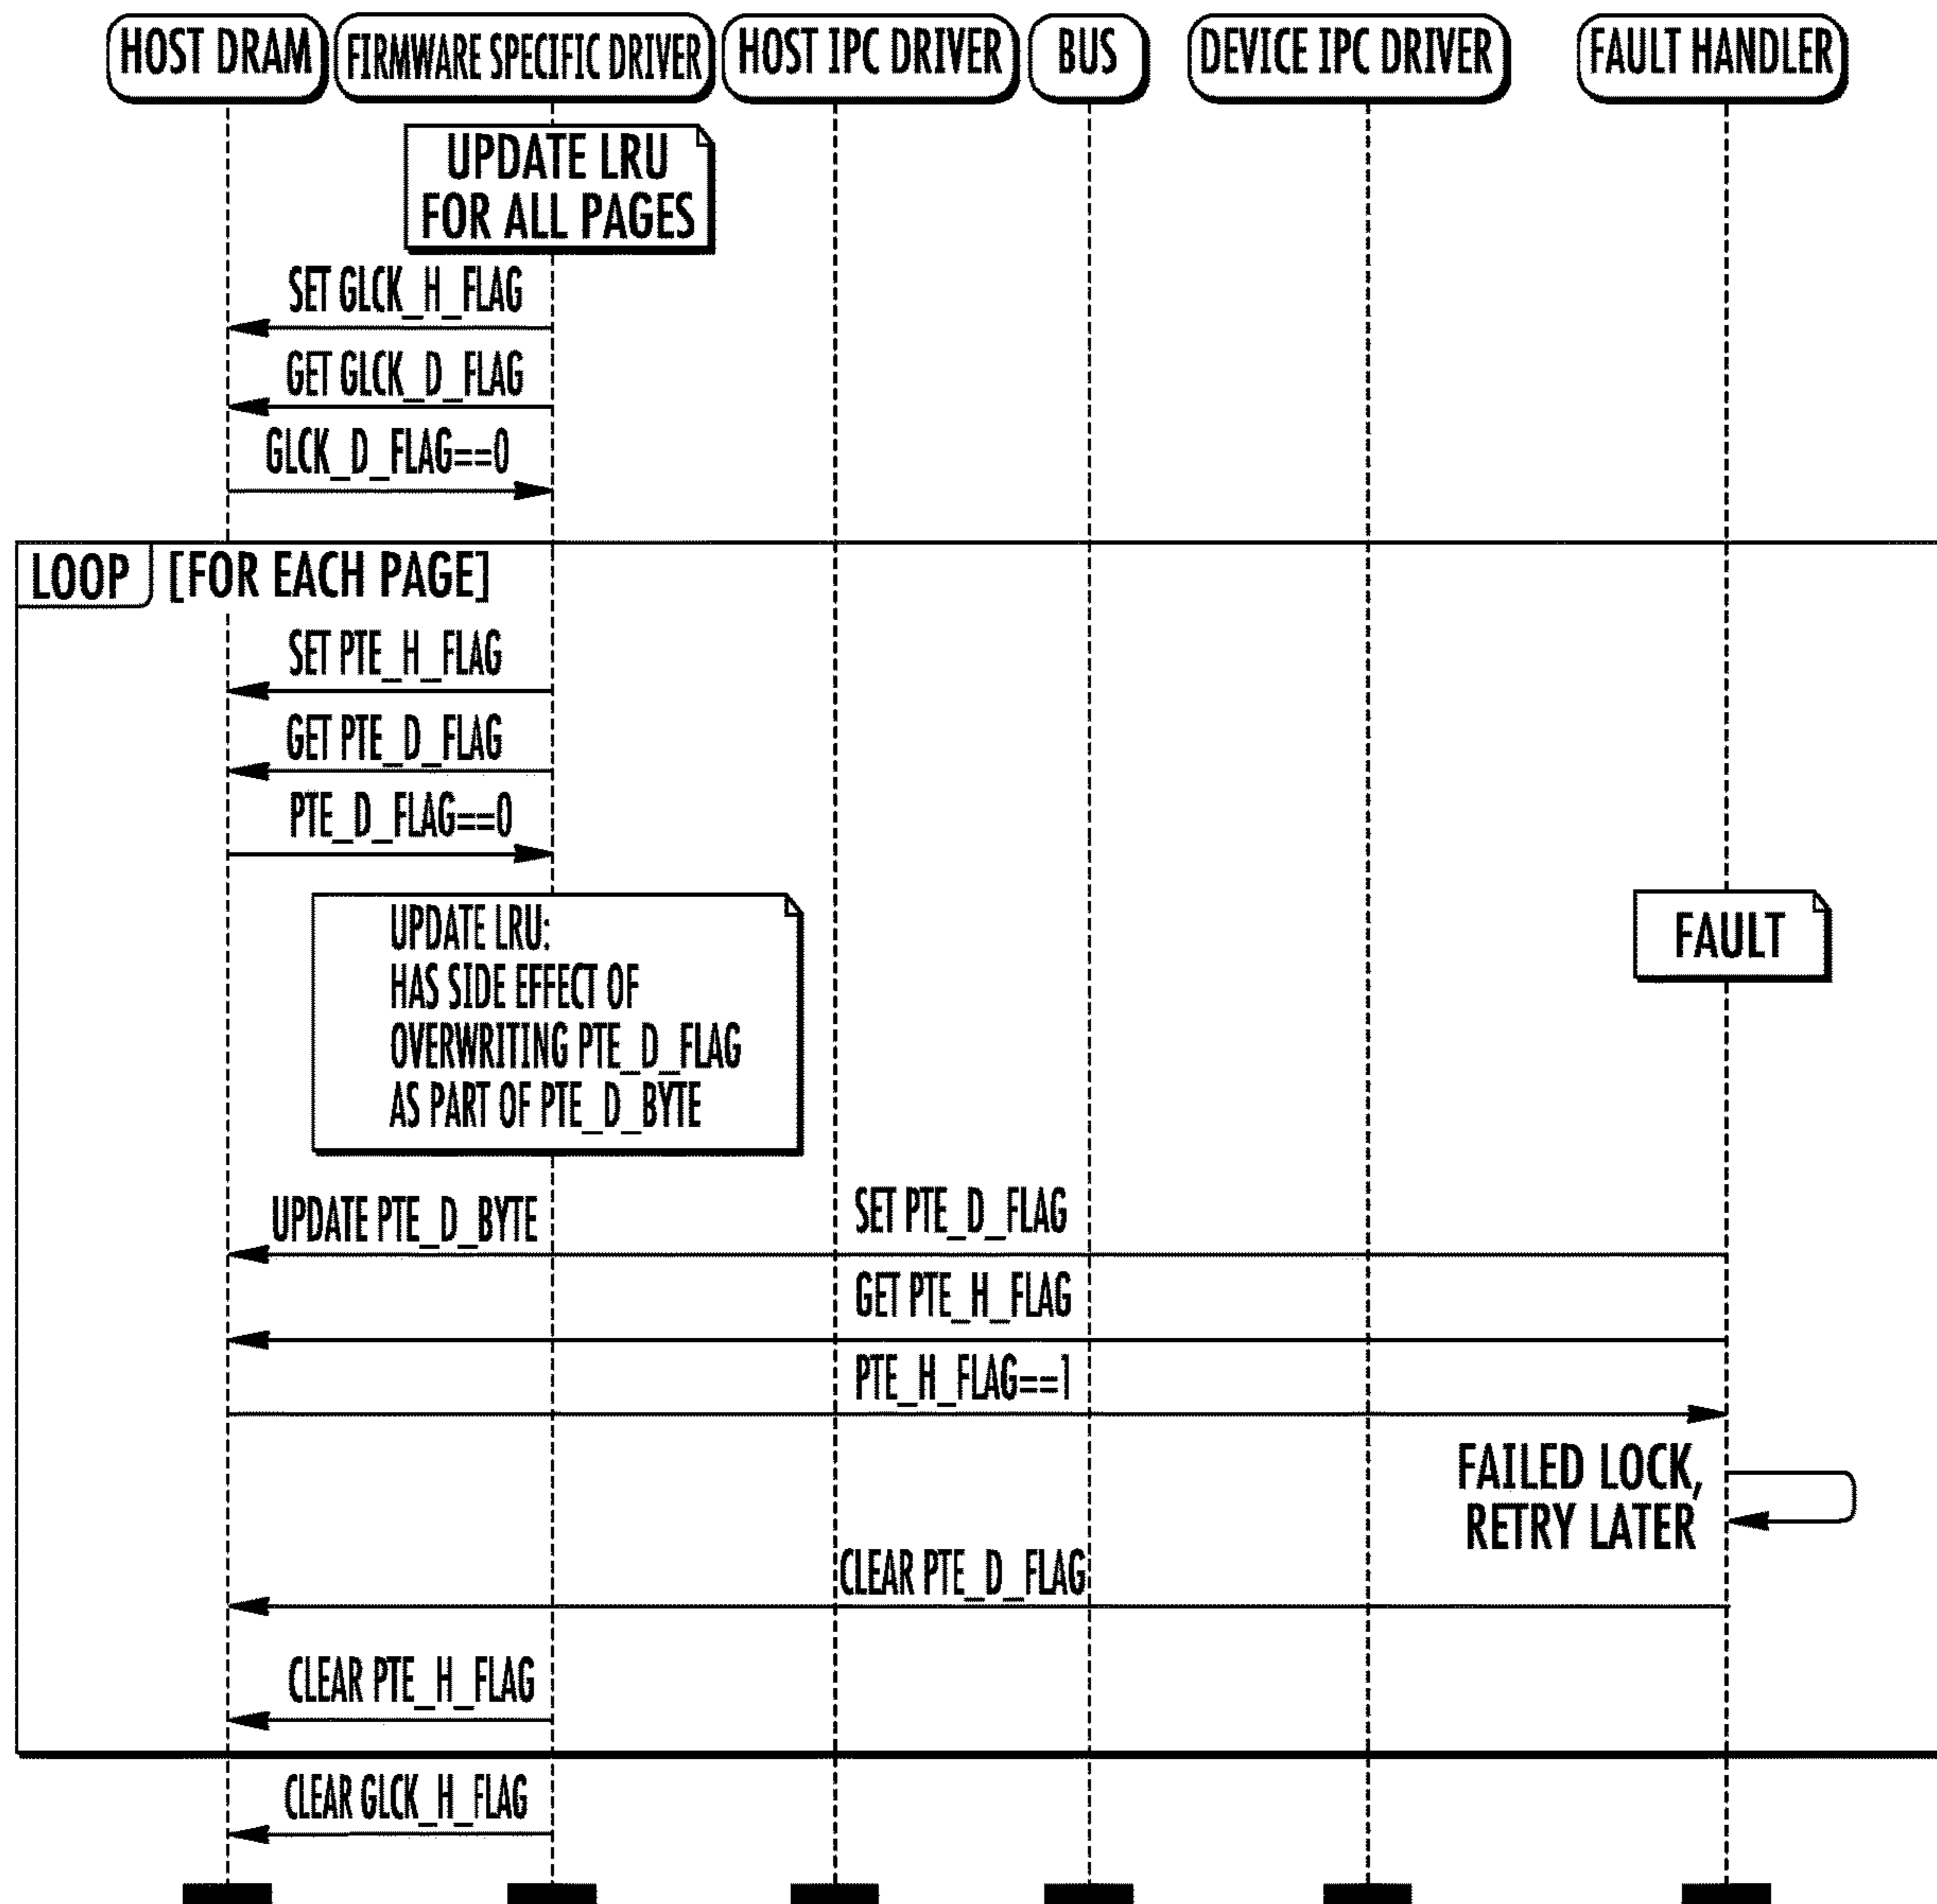 HOST DRAM
FIRMWARE SPECIFIC DRIVER
HOST IPC DRIVER
BUS
DEVICE IPC DRIVER
FAULT HANDLER
UPDATE LRU
FOR ALL PAGES
SET GLCK_H_FLAG
GET GLCK_D_FLAG
GLCK_D_FLAG==0
LOOP [FOR EACH PAGE]
SET PTE_H_FLAG
GET PTE_D_FLAG
PTE_D_FLAG==0
UPDATE LRU:
HAS SIDE EFFECT OF
OVERWRITING PTE_D_FLAG
AS PART OF PTE_D_BYTE
FAULT
UPDATE PTE_D_BYTE
SET PTE_D_FLAG
GET PTE_H_FLAG
PTE_H_FLAG==1
FAILED LOCK,
RETRY LATER
CLEAR PTE_D_FLAG
CLEAR PTE_H_FLAG
CLEAR GLCK_H_FLAG